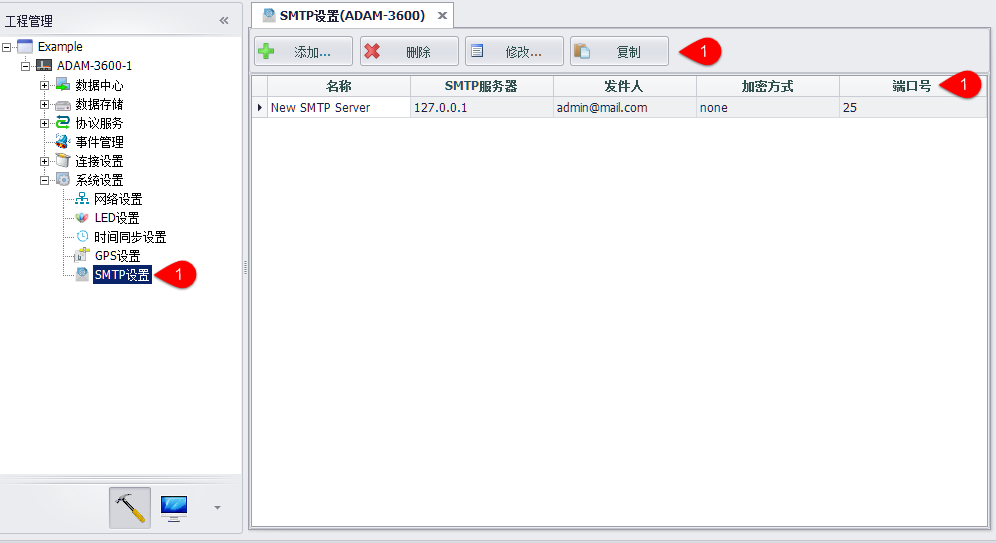 工程管理
Example
ADAM-3600-1
数据中心
数据存储
协议服务
事件管理
连接设置
系统设置
网络设置
LED设置
时间同步设置
GPS设置
SMTP设置 1
SMTP设置(ADAM-3600)
添加... 删除 修改... 复制 1
名称 SMTP服务器 发件人 加密方式 端口号 1
New SMTP Server 127.0.0.1 admin@mail.com none 25